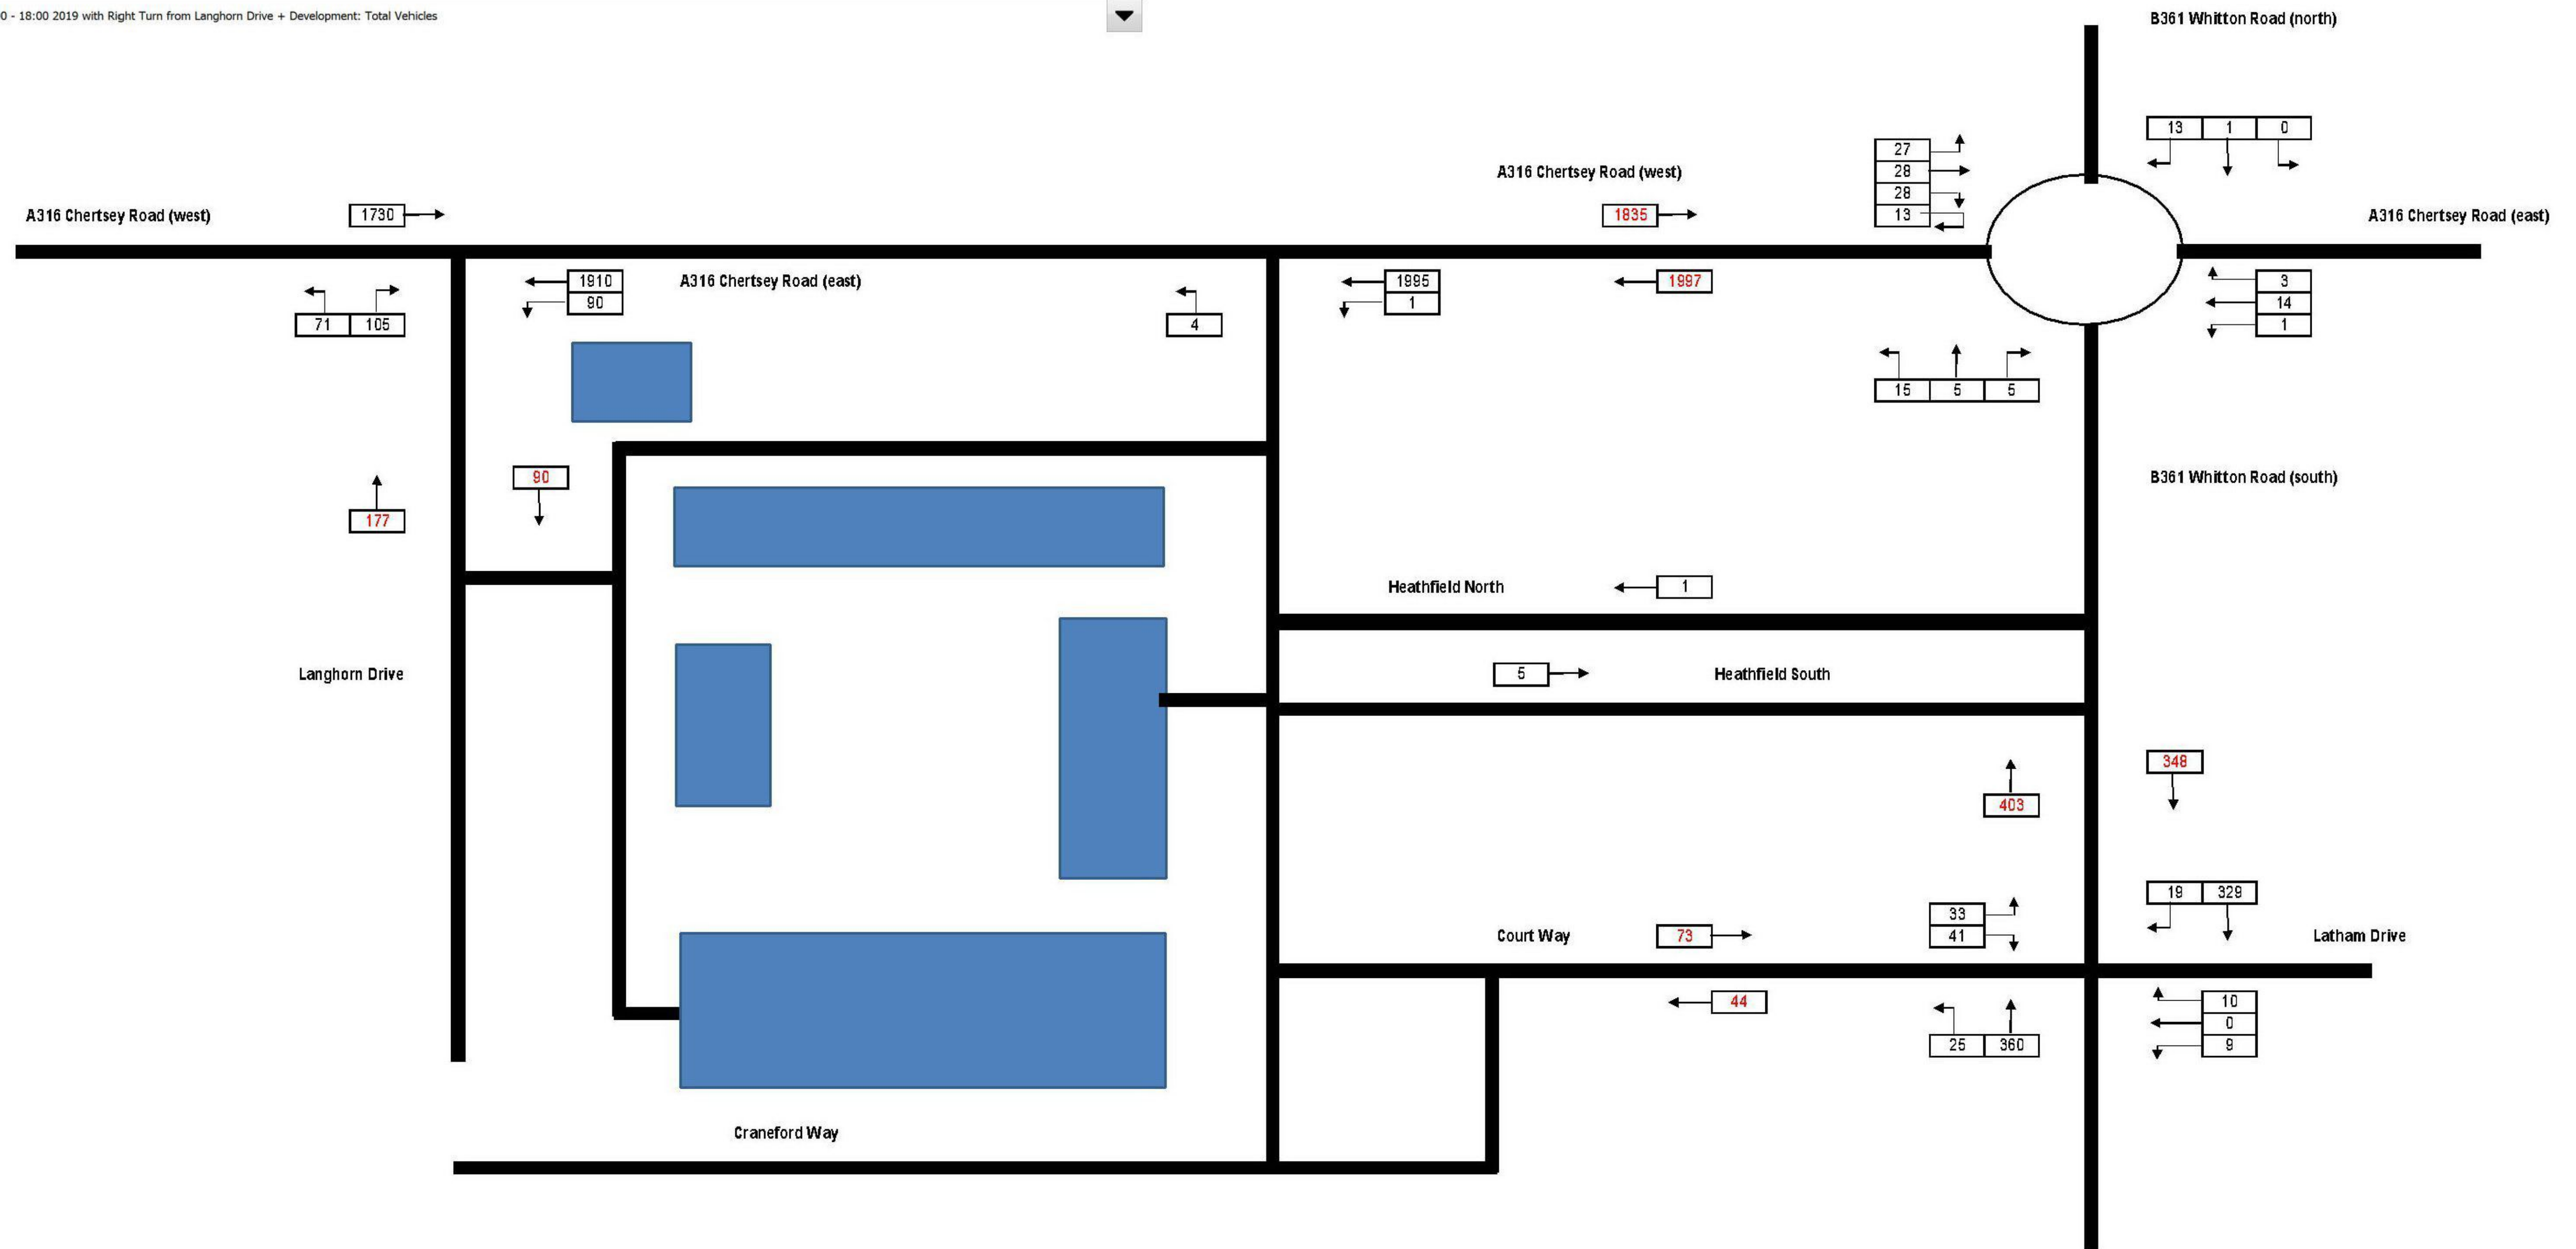 0 - 18:00 2019 with Right Turn from Langhorn Drive + Development: Total Vehicles
B361 Whitton Road (north)
13 1 0
27
28
28
13
A316 Chertsey Road (west)
A316 Chertsey Road (west)
1730
1835
A316 Chertsey Road (east)
1910
90
A316 Chertsey Road (east)
1995
1
1997
3
14
1
71 105
4
15 5 5
90
B361 Whitton Road (south)
177
Heathfield North
1
Langhorn Drive
5
Heathfield South
348
403
19 329
33
41
Court Way
73
Latham Drive
44
10
0
9
25 360
Craneford Way